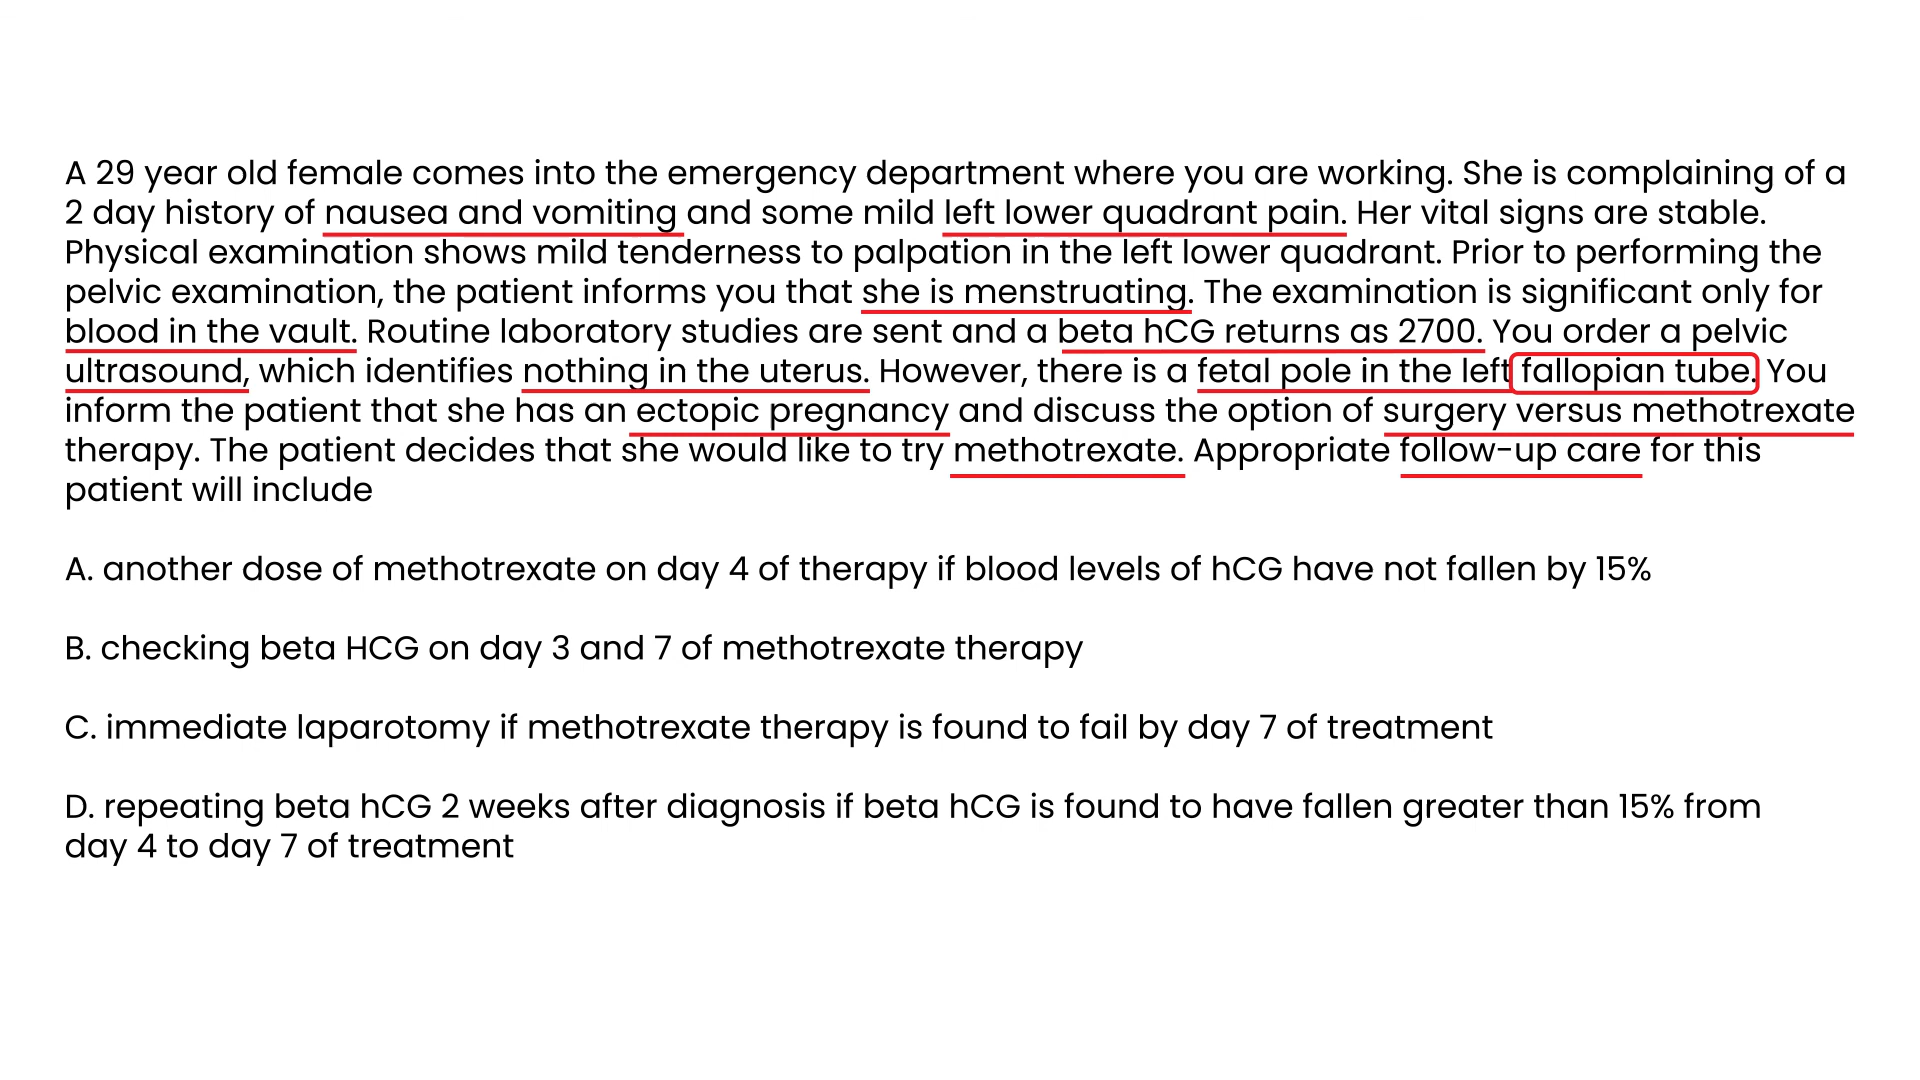 A 29 year old female comes into the emergency department where you are working. She is complaining of a
2 day history of nausea and vomiting and some mild left lower quadrant pain. Her vital signs are stable.
Physical examination shows mild tenderness to palpation in the left lower quadrant. Prior to performing the
pelvic examination, the patient informs you that she is menstruating. The examination is significant only for
blood in the vault. Routine laboratory studies are sent and a beta hCG returns as 2700. You order a pelvic
ultrasound, which identifies nothing in the uterus. However, there is a fetal pole in the left fallopian tube. You
inform the patient that she has an ectopic pregnancy and discuss the option of surgery versus methotrexate
therapy. The patient decides that she would like to try methotrexate. Appropriate follow-up care for this
patient will include
A. another dose of methotrexate on day 4 of therapy if blood levels of hCG have not fallen by 15%
B. checking beta HCG on day 3 and 7 of methotrexate therapy
C. immediate laparotomy if methotrexate therapy is found to fail by day 7 of treatment
D. repeating beta hCG 2 weeks after diagnosis if beta hCG is found to have fallen greater than 15% from
day 4 to day 7 of treatment